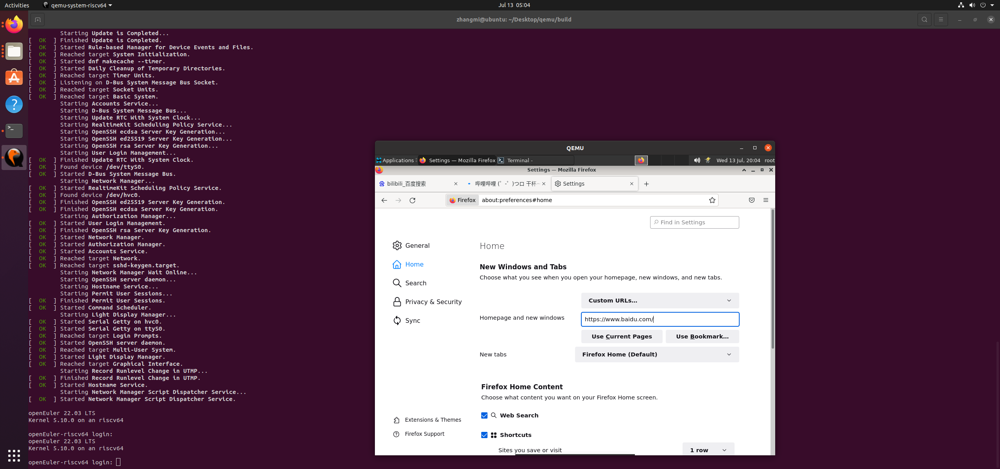 Activities
qemu-system-riscv64
Jul 13 05:04
zhangmi@ubuntu: ~/Desktop/qemu/build
Starting Update is Completed...
[ OK ] Finished Update is Completed.
[ OK ] Started Rule-based Manager for Device Events and Files.
[ OK ] Reached target System Initialization.
[ OK ] Started dnf makecache --timer.
[ OK ] Started Daily Cleanup of Temporary Directories.
[ OK ] Reached target Timer Units.
[ OK ] Listening on D-Bus System Message Bus Socket.
[ OK ] Reached target Socket Units.
[ OK ] Reached target Basic System.
Starting Accounts Service...
Starting D-Bus System Message Bus...
Starting Update RTC With System Clock...
Starting RealtimeKit Scheduling Policy Service...
Starting OpenSSH ecdsa Server Key Generation...
Starting OpenSSH ed25519 Server Key Generation...
Starting OpenSSH rsa Server Key Generation...
Starting User Login Management...
[ OK ] Finished Update RTC With System Clock.
[ OK ] Found device /dev/ttyS0.
[ OK ] Started D-Bus System Message Bus.
Starting Network Manager...
[ OK ] Started RealtimeKit Scheduling Policy Service.
[ OK ] Found device /dev/hvc0.
[ OK ] Finished OpenSSH ed25519 Server Key Generation.
[ OK ] Finished OpenSSH ecdsa Server Key Generation.
Starting Authorization Manager...
[ OK ] Started User Login Management.
[ OK ] Finished OpenSSH rsa Server Key Generation.
[ OK ] Started Network Manager.
[ OK ] Started Authorization Manager.
[ OK ] Started Accounts Service.
[ OK ] Reached target Network.
[ OK ] Reached target sshd-keygen.target.
Starting Network Manager Wait Online...
Starting OpenSSH server daemon...
Starting Hostname Service...
Starting Permit User Sessions...
[ OK ] Finished Permit User Sessions.
[ OK ] Started Command Scheduler.
Starting Light Display Manager...
[ OK ] Started Serial Getty on hvc0.
[ OK ] Started Serial Getty on ttyS0.
[ OK ] Reached target Login Prompts.
[ OK ] Started OpenSSH server daemon.
[ OK ] Reached target Multi-User System.
[ OK ] Started Light Display Manager.
[ OK ] Reached target Graphical Interface.
Starting Record Runlevel Change in UTMP...
[ OK ] Finished Record Runlevel Change in UTMP.
[ OK ] Started Hostname Service.
Starting Network Manager Script Dispatcher Service...
[ OK ] Started Network Manager Script Dispatcher Service.
openEuler 22.03 LTS
Kernel 5.10.0 on an riscv64
openEuler-riscv64 login:
openEuler 22.03 LTS
Kernel 5.10.0 on an riscv64
openEuler-riscv64 login:
QEMU
Applications
Settings — Mozilla Firefox
Terminal -
Wed 13 Jul, 20:04
root
Settings — Mozilla Firefox
bilibili_百度搜索
哔哩哔哩 (゜-゜)つロ 干杯~
Settings
Firefox
about:preferences#home
Find in Settings
General
Home
Search
Privacy & Security
Sync
Extensions & Themes
Firefox Support
Home
New Windows and Tabs
Choose what you see when you open your homepage, new windows, and new tabs.
Custom URLs...
Homepage and new windows
https://www.baidu.com/
Use Current Pages
Use Bookmark...
New tabs
Firefox Home (Default)
Firefox Home Content
Choose what content you want on your Firefox Home screen.
Web Search
Shortcuts
Sites you save or visit
1 row